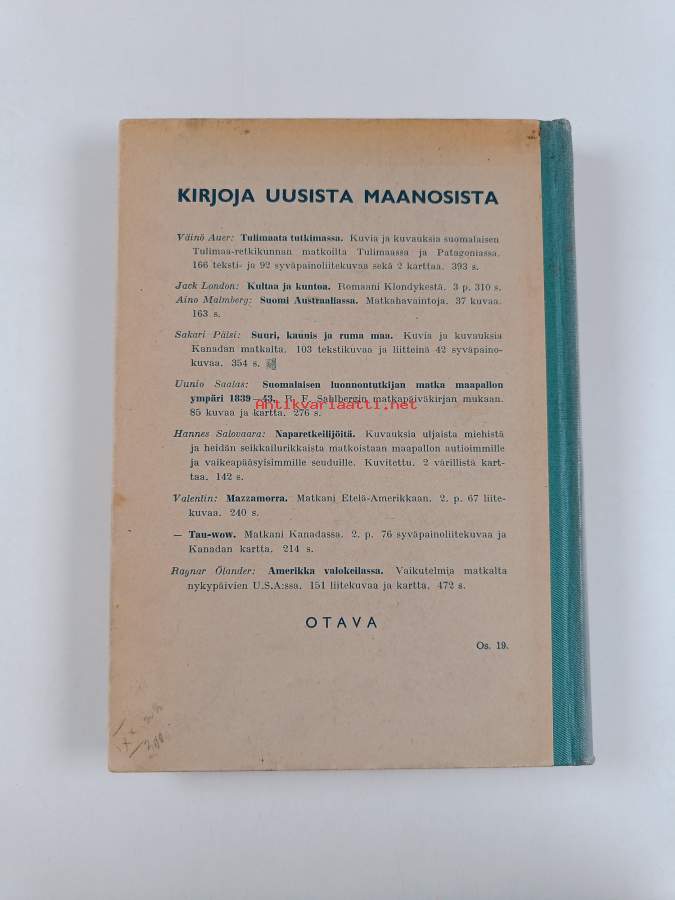 KIRJOJA UUSISTA MAANOSISTA
Väinö Auer: Tulimaata tutkimassa. Kuvia ja kuvauksia suomalaisen
Tulimaa-retkikunnan matkoilta Tulimaassa ja Patagoniassa.
166 teksti- ja 92 syväpainoliitekuvaa sekä 2 karttaa. 393 s.
Jack London: Kultaa ja kuntoa. Romaani Klondykestä. 3 p. 310 s.
Aino Malmberg: Suomi Austraaliassa. Matkahavaintoja. 37 kuvaa.
163 s.
Sakari Pälsi: Suuri, kaunis ja ruma maa. Kuvia ja kuvauksia
Kanadan matkalta. 103 tekstikuvaa ja liitteinä 42 syväpaino-
kuvaa. 354 s.
Uunio Saalas: Suomalaisen luonnontutkijan matka maapallon
ympäri 1839—43. R. F. Sahlbergin matkapäiväkirjan mukaan.
85 kuvaa ja kartta. 276 s.
Antikvariaatti.net
Hannes Salovaara: Naparetkeilijöitä. Kuvauksia uljaista miehistä
ja heidän seikkailurikkaista matkoistaan maapallon autioimmille
ja vaikeapääsyisimmille seuduille. Kuvitettu. 2 värillistä kart-
taa. 142 s.
Valentin: Mazzamorra. Matkani Etelä-Amerikkaan. 2. p. 67 liite-
kuvaa. 240 s.
— Tau-wow. Matkani Kanadassa. 2. p. 76 syväpainoliitekuvaa ja
Kanadan kartta. 214 s.
Ragnar Ölander: Amerikka valokeilassa. Vaikutelmia matkalta
nykypäivien U.S.A:ssa. 151 liitekuvaa ja kartta. 472 s.
OTAVA
Os. 19.